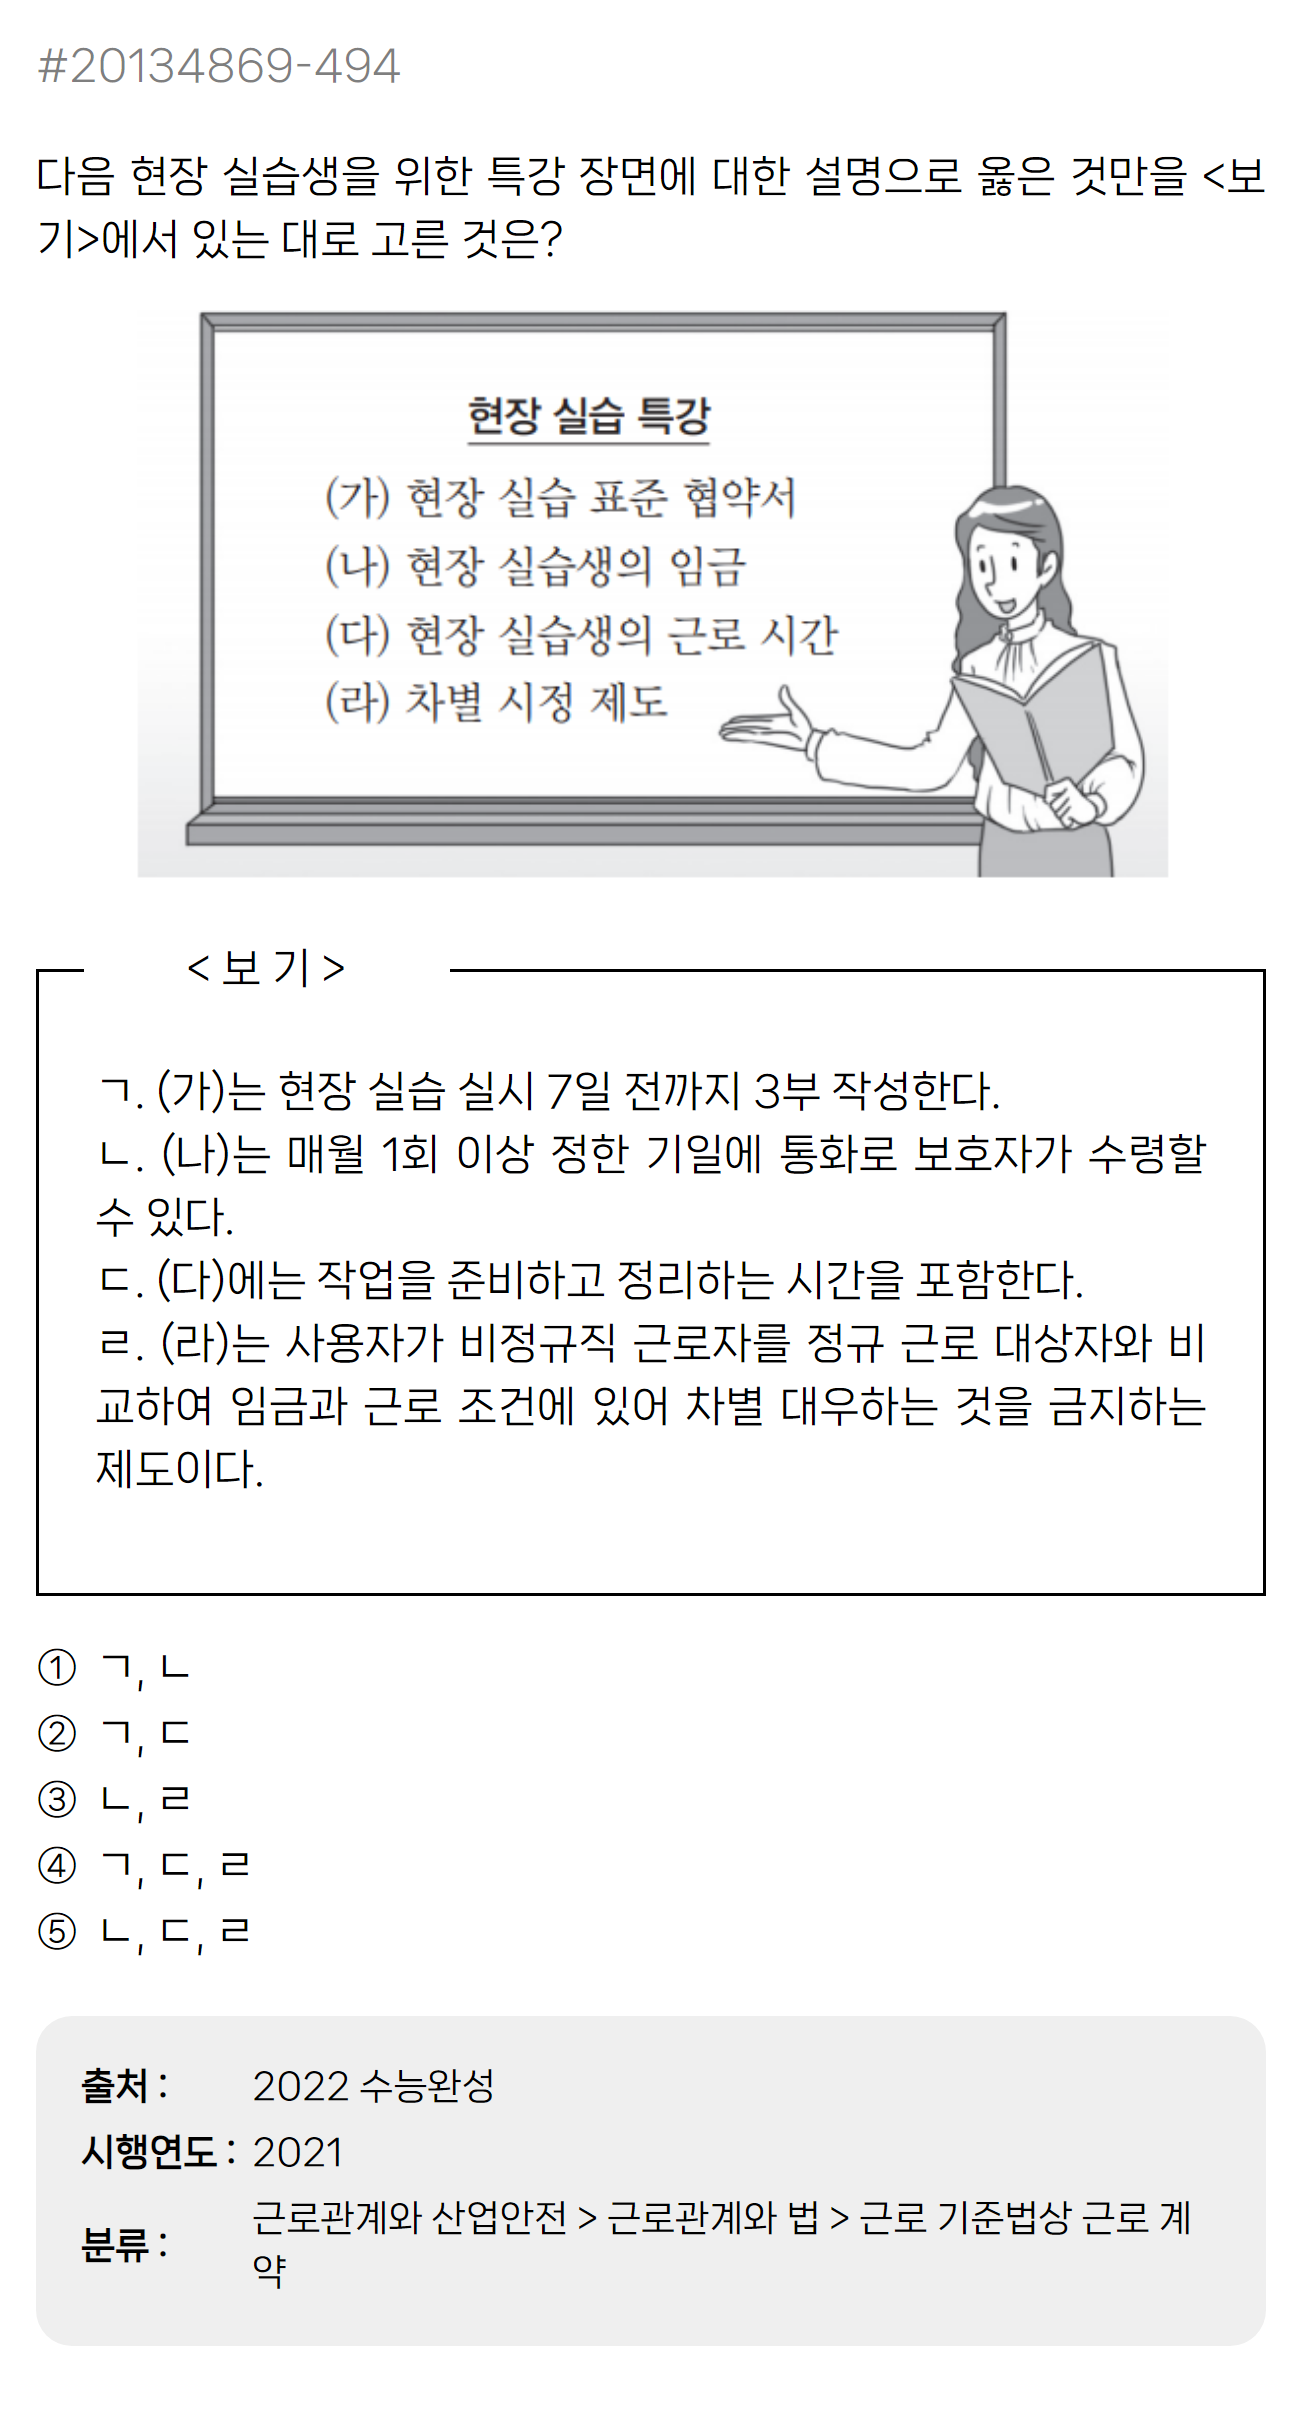 #20134869-494
다음 현장 실습생을 위한 특강 장면에 대한 설명으로 옳은 것만을 <보
기>에서 있는 대로 고른 것은?
현장 실습 특강
(가) 현장 실습 표준 협약서
(나) 현장 실습생의 임금
(다) 현장 실습생의 근로 시간
(라) 차별 시정 제도
< 보 기 >
ㄱ. (가)는 현장 실습 실시 7일 전까지 3부 작성한다.
ㄴ. (나)는 매월 1회 이상 정한 기일에 통화로 보호자가 수령할
수 있다.
ㄷ. (다)에는 작업을 준비하고 정리하는 시간을 포함한다.
ㄹ. (라)는 사용자가 비정규직 근로자를 정규 근로 대상자와 비
교하여 임금과 근로 조건에 있어 차별 대우하는 것을 금지하는
제도이다.
① ㄱ, ㄴ
② ㄱ, ㄷ
③ ㄴ, ㄹ
④ ㄱ, ㄷ, ㄹ
⑤ ㄴ, ㄷ, ㄹ
출처 : 2022 수능완성
시행연도 : 2021
분류 : 근로관계와 산업안전 > 근로관계와 법 > 근로 기준법상 근로 계
약